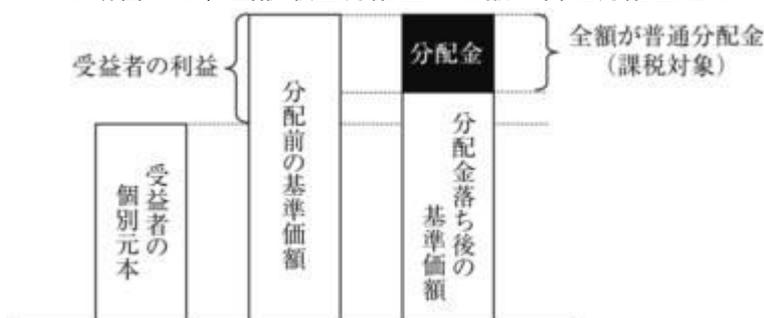 受益者の利益
分配金
全額が普通分配金
（課税対象）
受益者の
個別元本
分配前の基準価額
分配金落ち後の
基準価額